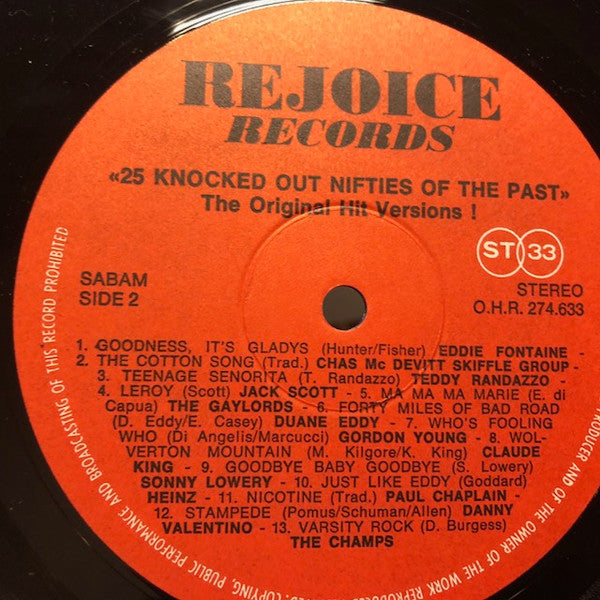 REJOICE
RECORDS
«25 KNOCKED OUT NIFTIES OF THE PAST»
The Original Hit Versions !
ST 33
SABAM
SIDE 2
STEREO
O.H.R. 274.633
1. GOODNESS, IT'S GLADYS (Hunter/Fisher) EDDIE FONTAINE -
2. THE COTTON SONG (Trad.) CHAS Mc DEVITT SKIFFLE GROUP -
3. TEENAGE SENORITA (T. Randazzo) TEDDY RANDAZZO -
4. LEROY (Scott) JACK SCOTT - 5. MA MA MA MARIE (E. di
Capua) THE GAYLORDS - 6. FORTY MILES OF BAD ROAD
(D. Eddy/E. Casey) DUANE EDDY - 7. WHO'S FOOLING
WHO (Di Angelis/Marcucci) GORDON YOUNG - 8. WOL-
VERTON MOUNTAIN (M. Kilgore/K. King) CLAUDE
KING - 9. GOODBYE BABY GOODBYE (S. Lowery)
SONNY LOWERY - 10. JUST LIKE EDDY (Goddard)
HEINZ - 11. NICOTINE (Trad.) PAUL CHAPLAIN -
12. STAMPEDE (Pomus/Schuman/Allen) DANNY
VALENTINO - 13. VARSITY ROCK (D. Burgess)
THE CHAMPS
PRODUCER AND OF THE OWNER OF THE WORK REPRODUCED COPYING, PUBLIC PERFORMANCE AND BROADCASTING OF THIS RECORD PROHIBITED